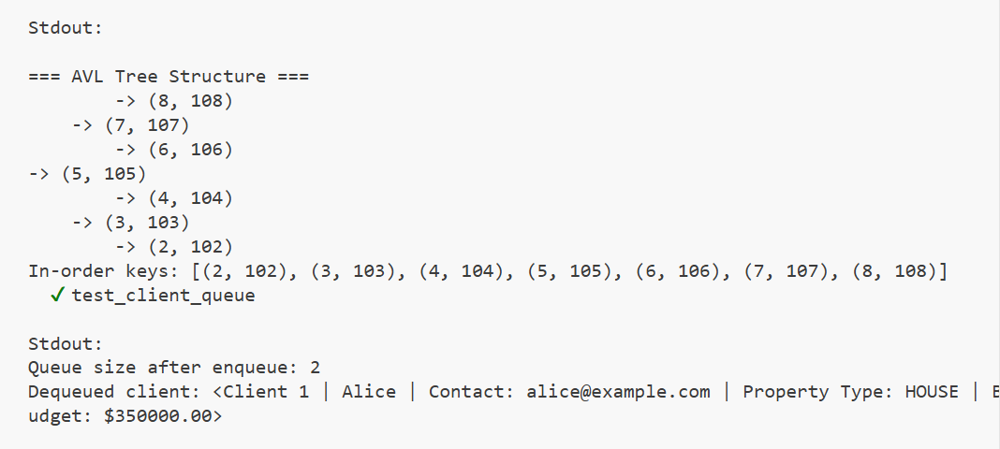 Stdout:
=== AVL Tree Structure ===
        -> (8, 108)
    -> (7, 107)
        -> (6, 106)
-> (5, 105)
        -> (4, 104)
    -> (3, 103)
        -> (2, 102)
In-order keys: [(2, 102), (3, 103), (4, 104), (5, 105), (6, 106), (7, 107), (8, 108)]
  ✓ test_client_queue
Stdout:
Queue size after enqueue: 2
Dequeued client: <Client 1 | Alice | Contact: alice@example.com | Property Type: HOUSE | B
udget: $350000.00>